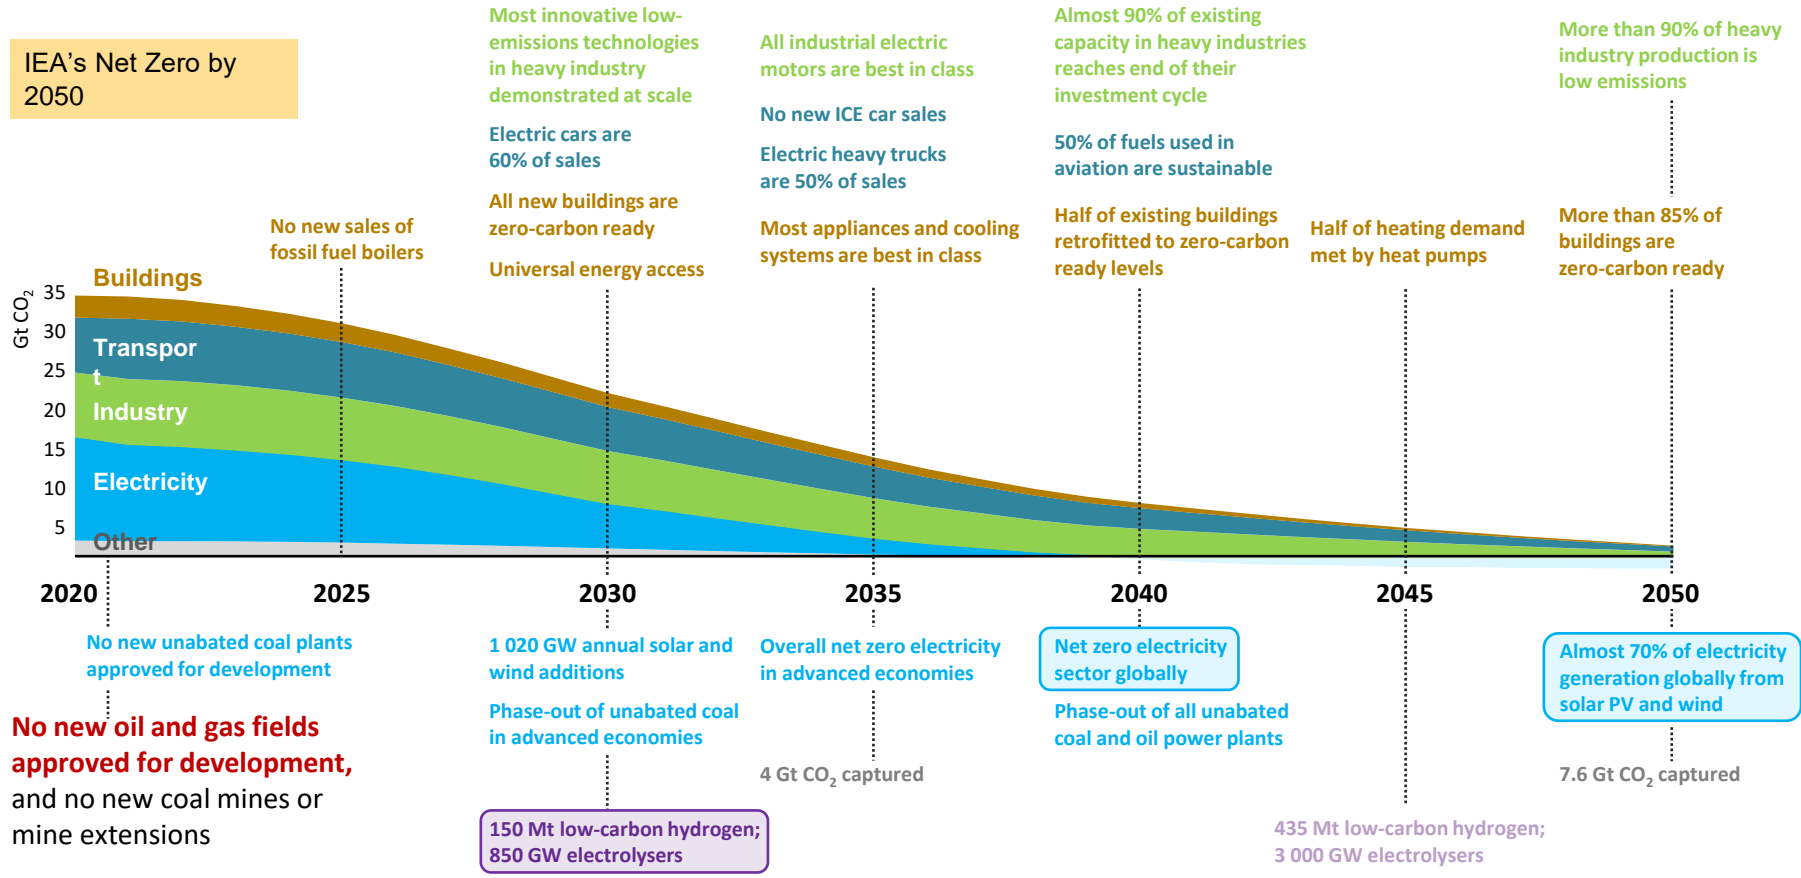 IEA’s Net Zero by
2050
Most innovative low-
emissions technologies
in heavy industry
demonstrated at scale
Electric cars are
60% of sales
All new buildings are
zero-carbon ready
Universal energy access
All industrial electric
motors are best in class
No new ICE car sales
Electric heavy trucks
are 50% of sales
Most appliances and cooling
systems are best in class
Almost 90% of existing
capacity in heavy industries
reaches end of their
investment cycle
50% of fuels used in
aviation are sustainable
Half of existing buildings
retrofitted to zero-carbon
ready levels
Half of heating demand
met by heat pumps
More than 90% of heavy
industry production is
low emissions
More than 85% of
buildings are
zero-carbon ready
No new sales of
fossil fuel boilers
Gt CO2
35
30
25
20
15
10
5
Buildings
Transpor
t
Industry
Electricity
Other
2020
2025
2030
2035
2040
2045
2050
No new unabated coal plants
approved for development
No new oil and gas fields
approved for development,
and no new coal mines or
mine extensions
1 020 GW annual solar and
wind additions
Phase-out of unabated coal
in advanced economies
150 Mt low-carbon hydrogen;
850 GW electrolysers
Overall net zero electricity
in advanced economies
4 Gt CO2 captured
Net zero electricity
sector globally
Phase-out of all unabated
coal and oil power plants
435 Mt low-carbon hydrogen;
3 000 GW electrolysers
Almost 70% of electricity
generation globally from
solar PV and wind
7.6 Gt CO2 captured